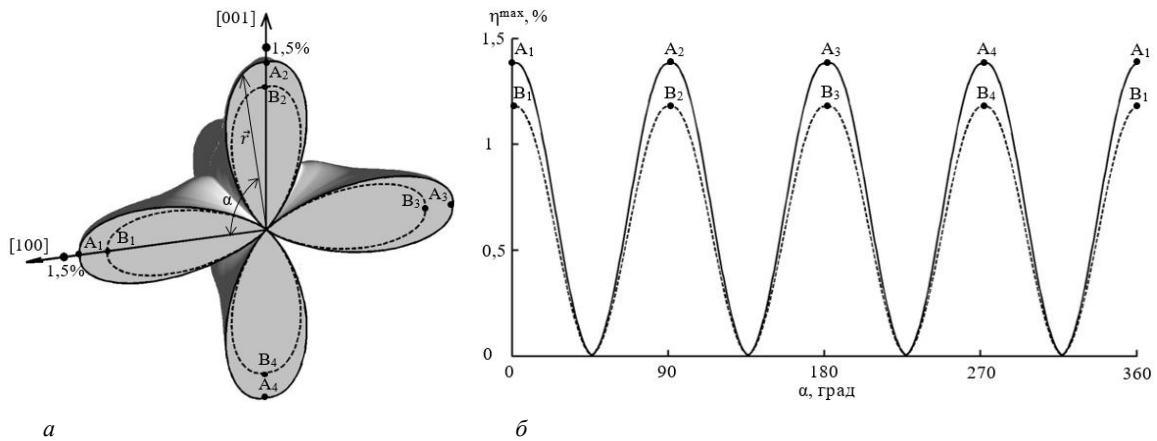 [001]
1,5%
A₂
B₂
r⃗
α
B₃ A₃
[100]
A₁ B₁
1,5%
B₄
A₄
а
ηᵐᵃˣ, %
1,5
A₁ A₂ A₃ A₄ A₁
B₁ B₂ B₃ B₄ B₁
1
0,5
0
0 90 180 270 360
α, град
б